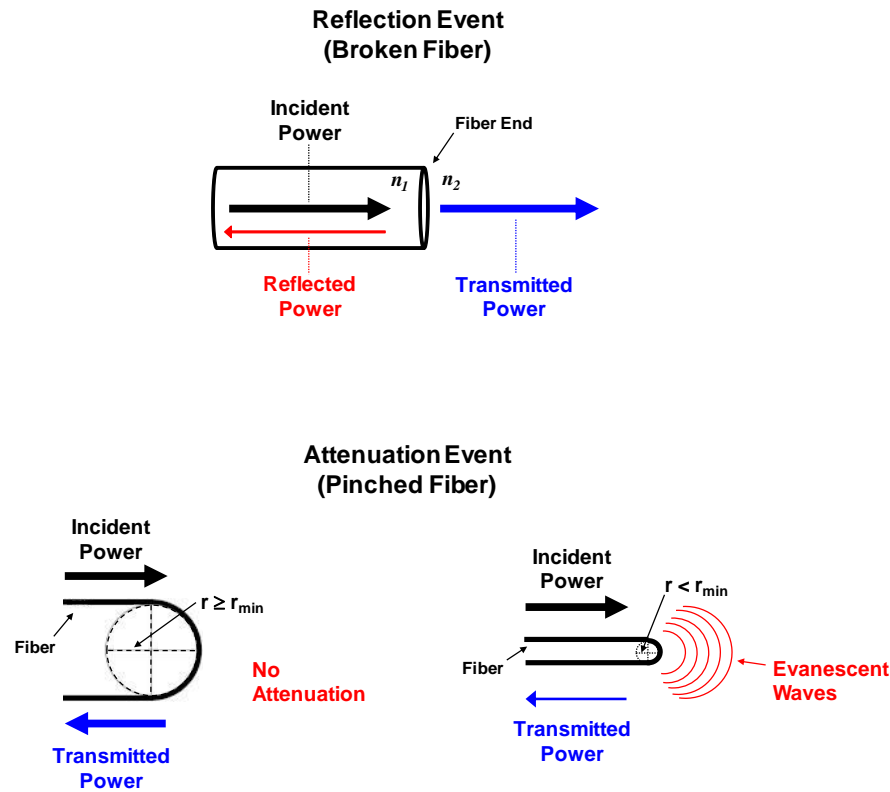 Reflection Event
(Broken Fiber)
Incident
Power
Fiber End
n₁
n₂
Reflected
Power
Transmitted
Power
Attenuation Event
(Pinched Fiber)
Incident
Power
r ≥ rmin
Fiber
No
Attenuation
Transmitted
Power
Incident
Power
r < rmin
Fiber
Evanescent
Waves
Transmitted
Power